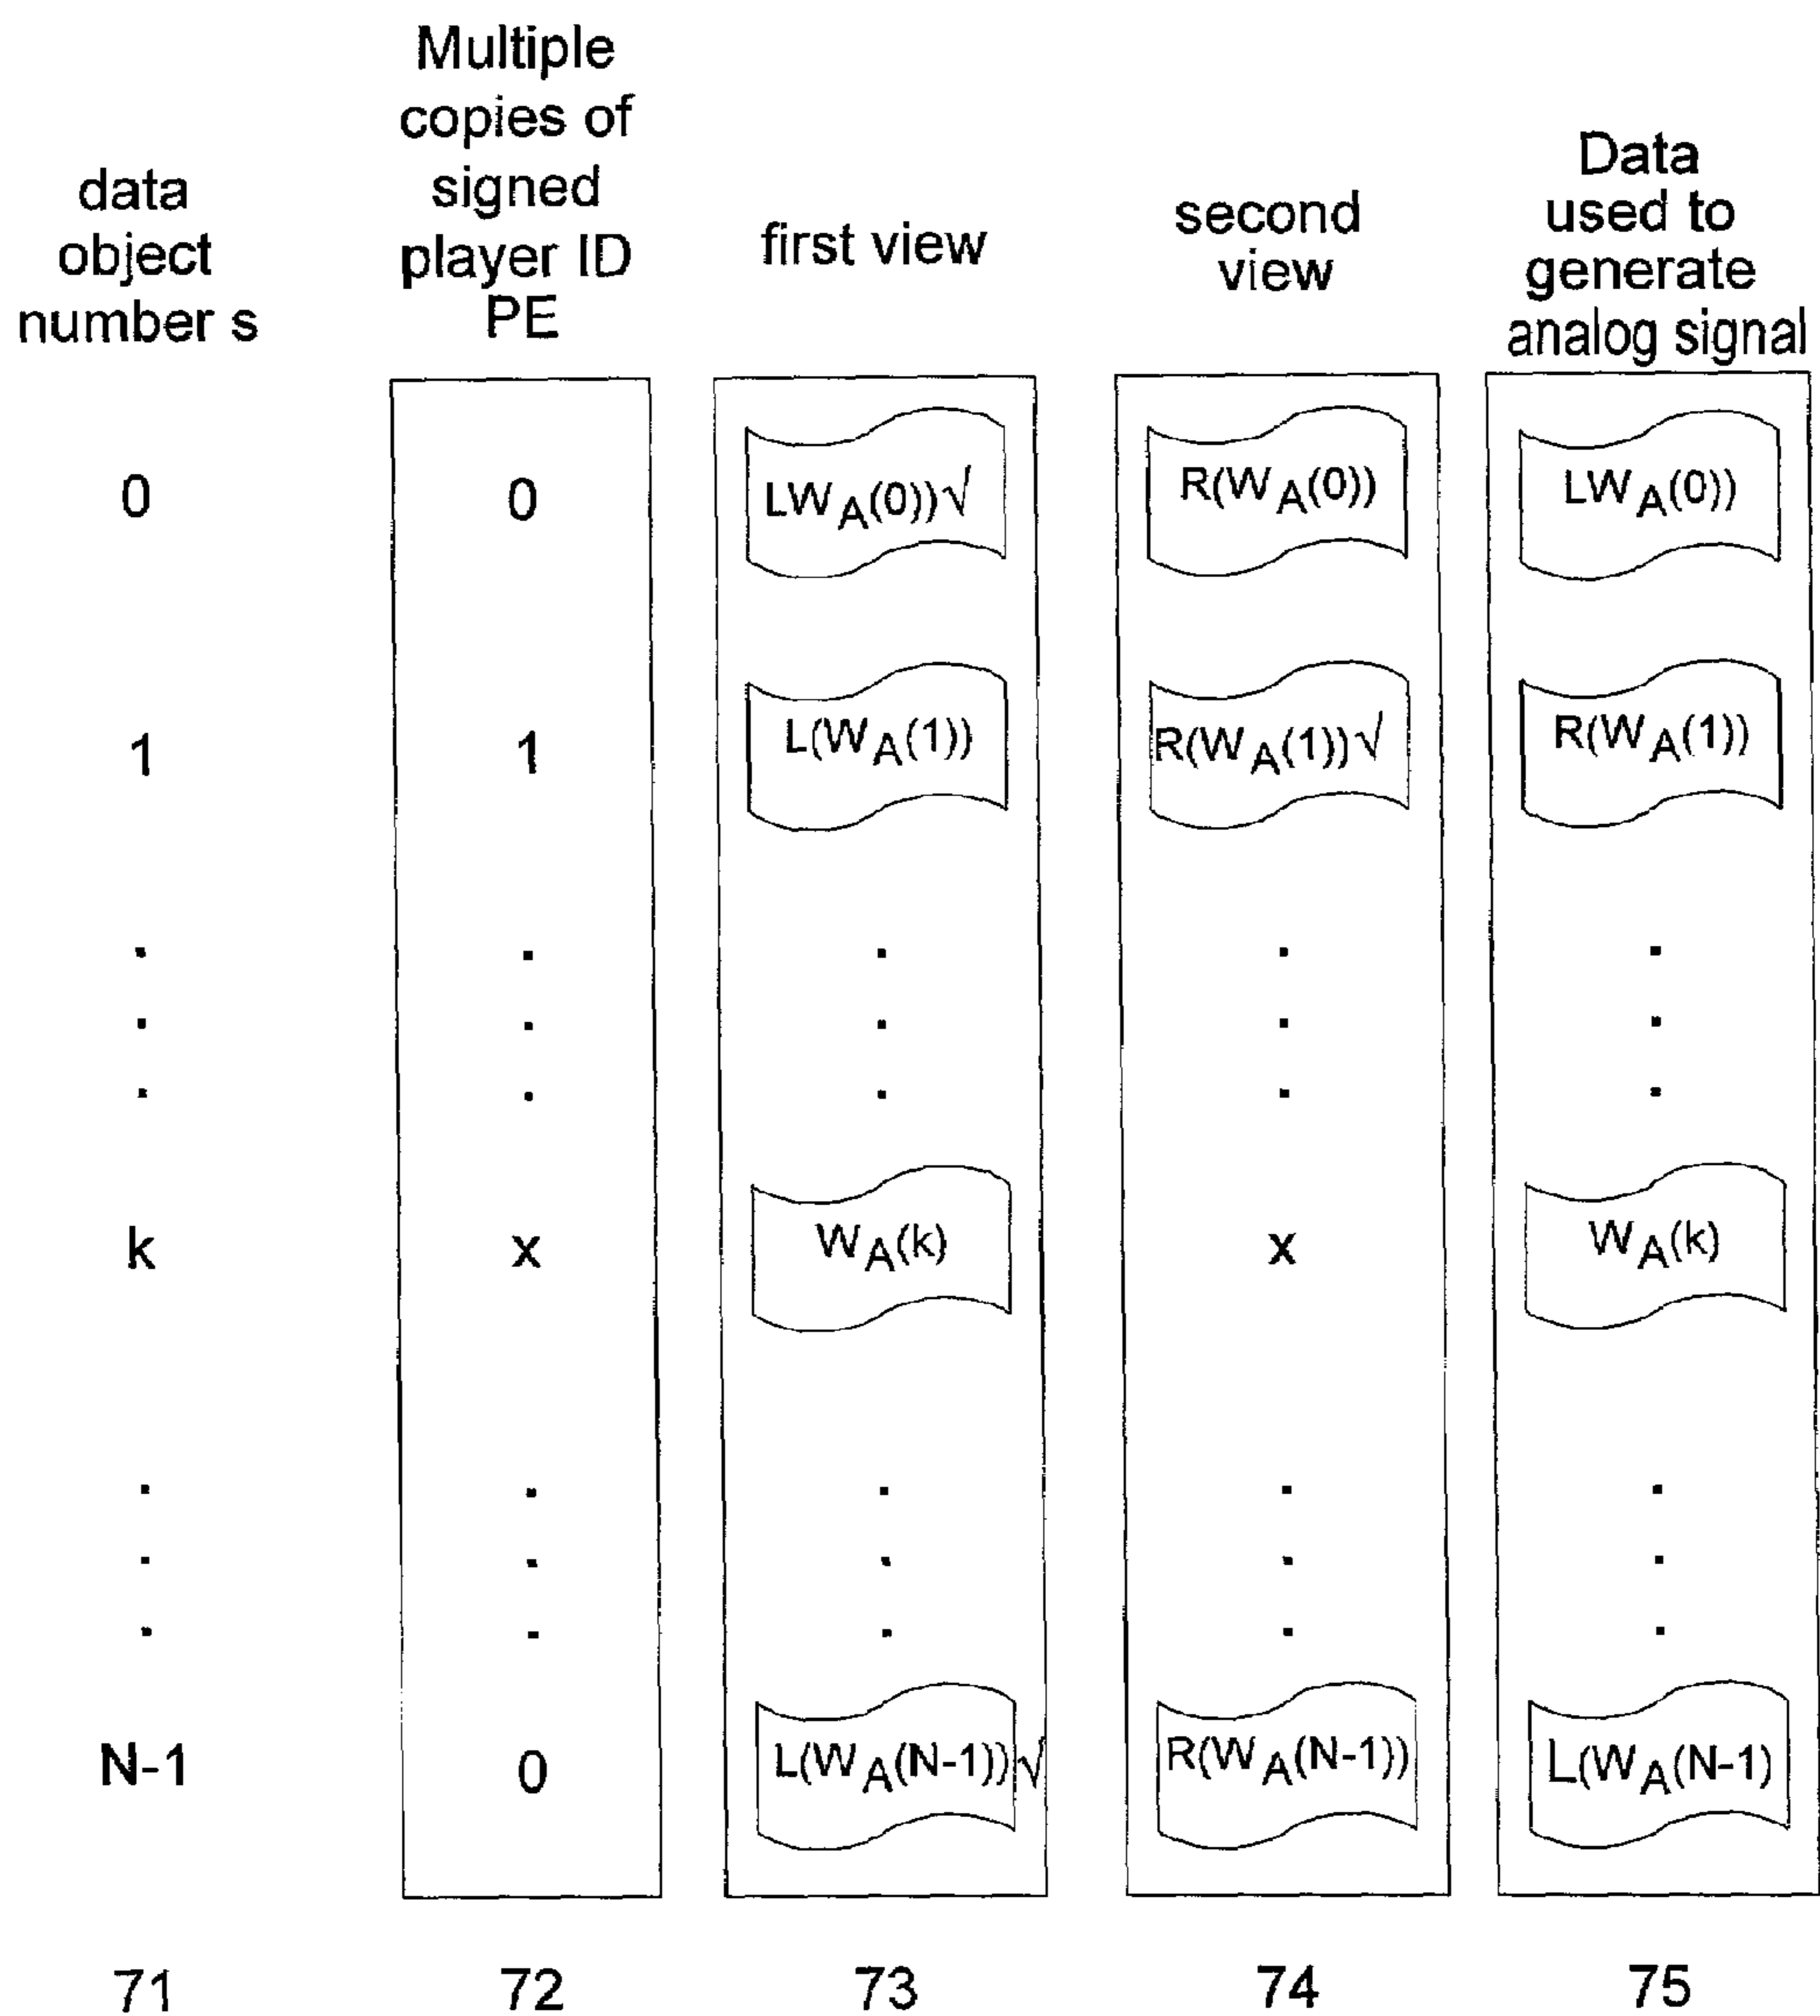 data
object
number s
Multiple
copies of
signed
player ID
PE
first view
second
view
Data
used to
generate
analog signal
0
0
LWA(0))√
R(WA(0))
LWA(0))
1
1
L(WA(1))
R(WA(1))√
R(WA(1))
k
x
WA(k)
x
WA(k)
N-1
0
L(WA(N-1))√
R(WA(N-1))
L(WA(N-1)
71
72
73
74
75